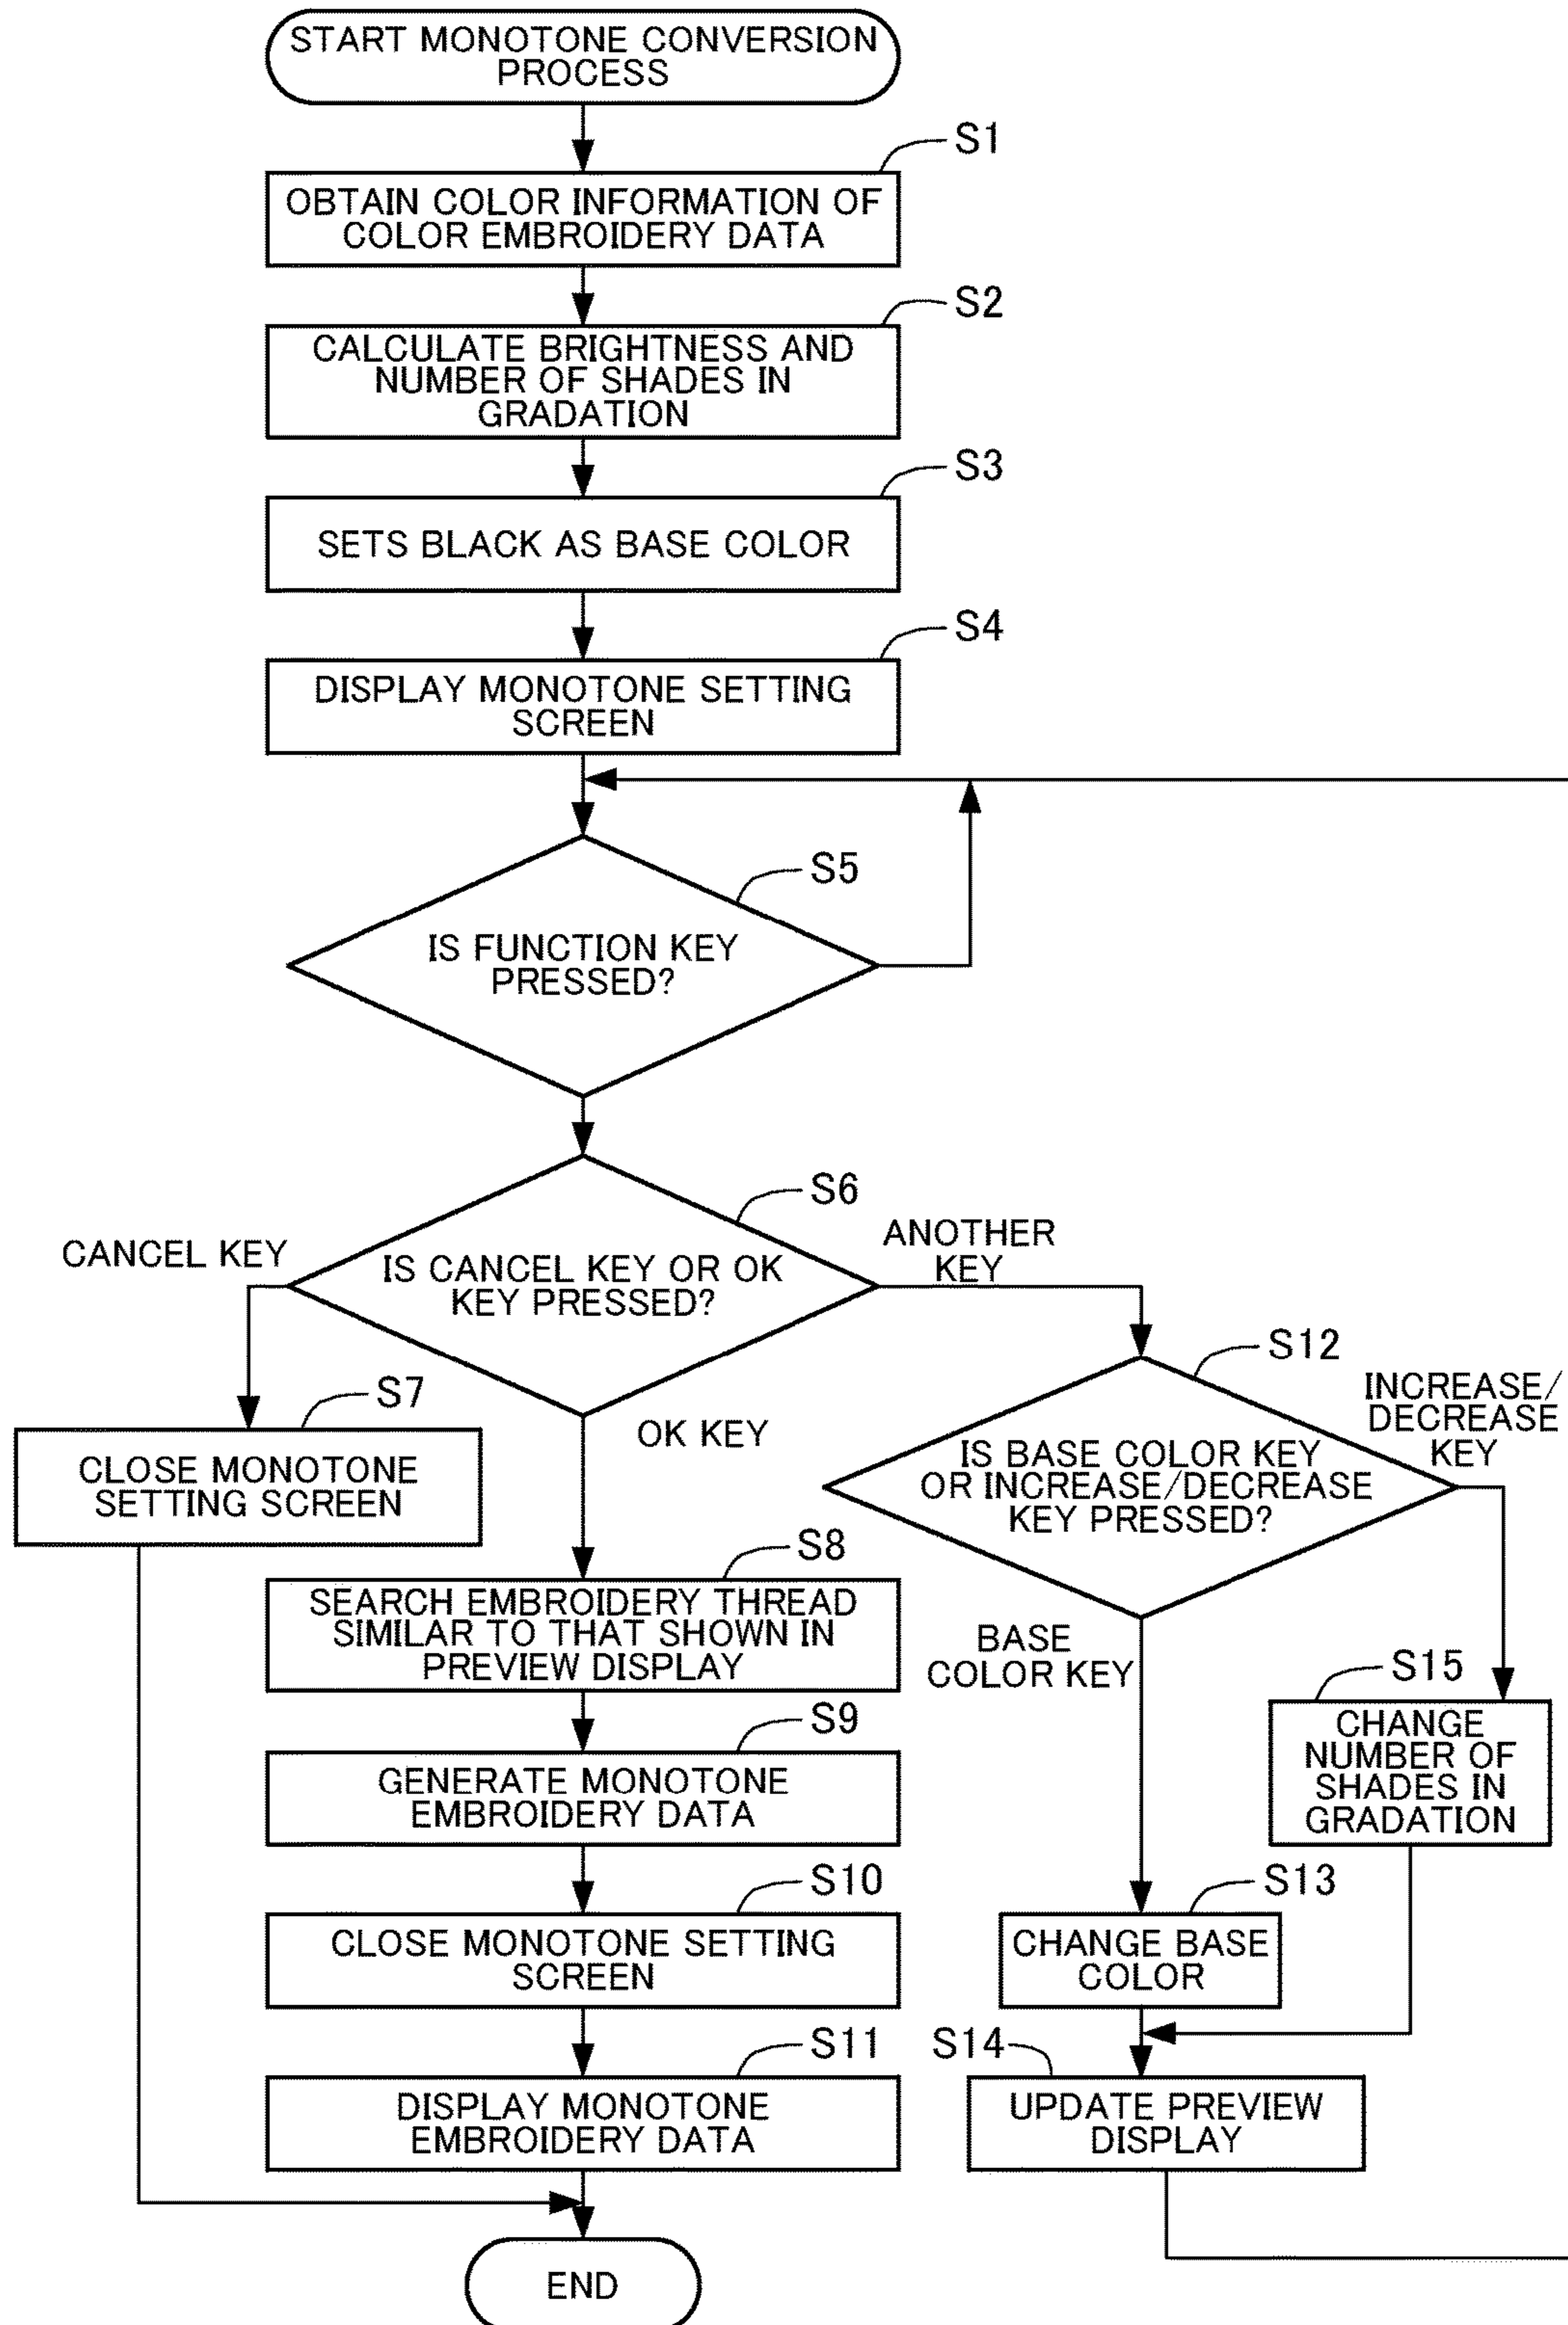 START MONOTONE CONVERSION
PROCESS
S1
OBTAIN COLOR INFORMATION OF
COLOR EMBROIDERY DATA
S2
CALCULATE BRIGHTNESS AND
NUMBER OF SHADES IN
GRADATION
S3
SETS BLACK AS BASE COLOR
S4
DISPLAY MONOTONE SETTING
SCREEN
S5
IS FUNCTION KEY
PRESSED?
S6
CANCEL KEY
IS CANCEL KEY OR OK
KEY PRESSED?
ANOTHER
KEY
OK KEY
S7
CLOSE MONOTONE
SETTING SCREEN
S12
IS BASE COLOR KEY
OR INCREASE/DECREASE
KEY PRESSED?
INCREASE/
DECREASE
KEY
BASE
COLOR KEY
S8
SEARCH EMBROIDERY THREAD
SIMILAR TO THAT SHOWN IN
PREVIEW DISPLAY
S15
CHANGE
NUMBER OF
SHADES IN
GRADATION
S9
GENERATE MONOTONE
EMBROIDERY DATA
S10
CLOSE MONOTONE SETTING
SCREEN
S13
CHANGE BASE
COLOR
S11
DISPLAY MONOTONE
EMBROIDERY DATA
S14
UPDATE PREVIEW
DISPLAY
END